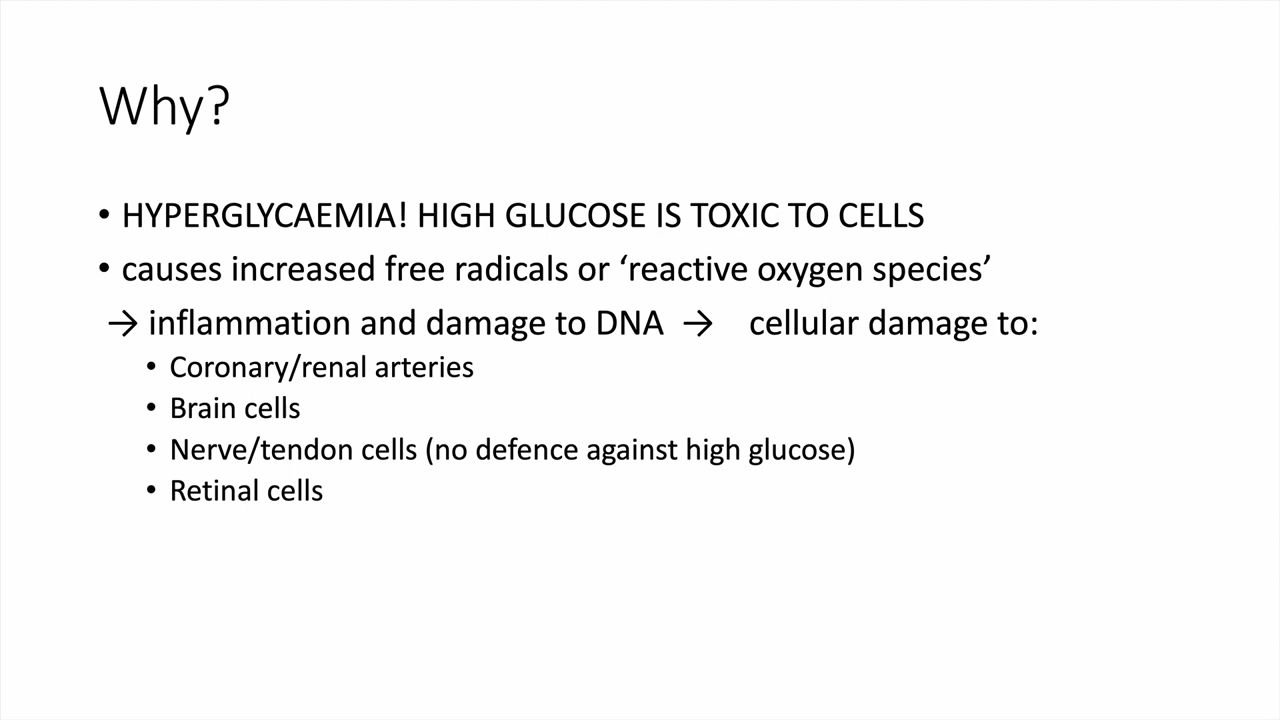 Why?
• HYPERGLYCAEMIA! HIGH GLUCOSE IS TOXIC TO CELLS
• causes increased free radicals or ‘reactive oxygen species’
→ inflammation and damage to DNA → cellular damage to:
• Coronary/renal arteries
• Brain cells
• Nerve/tendon cells (no defence against high glucose)
• Retinal cells